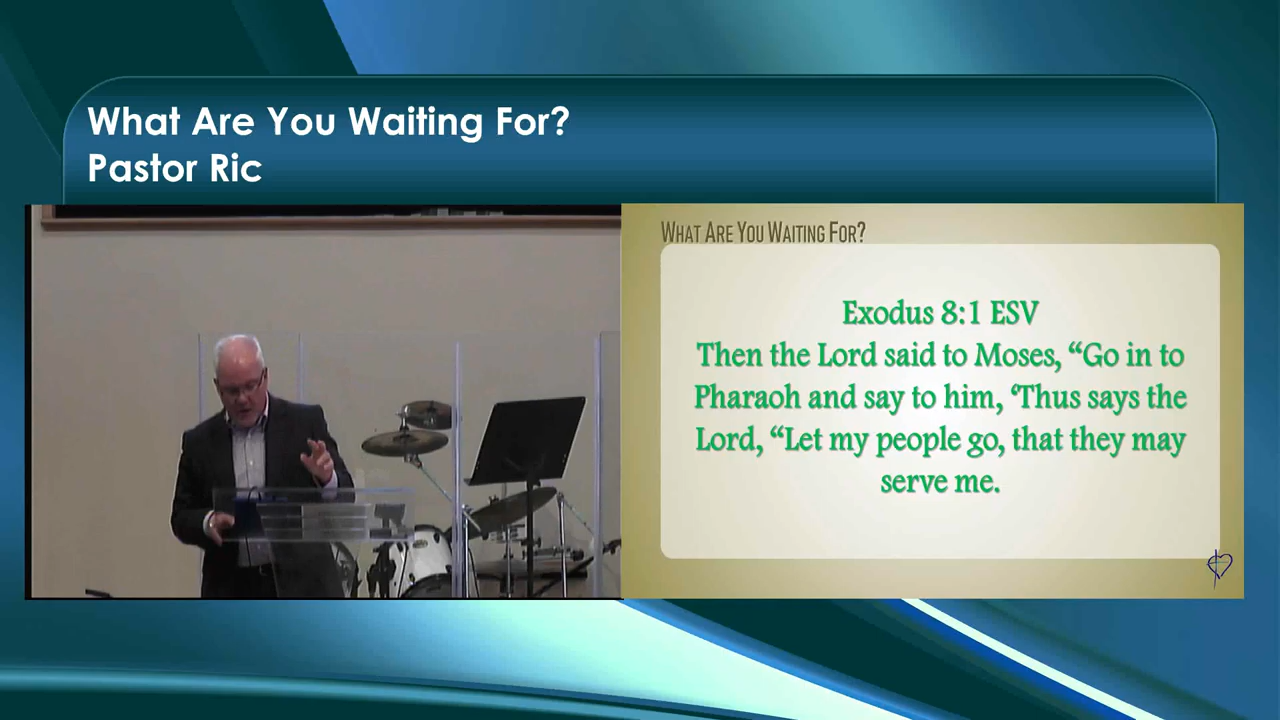 What Are You Waiting For?
Pastor Ric
What Are You Waiting For?
Exodus 8:1 ESV
Then the Lord said to Moses, “Go in to
Pharaoh and say to him, ‘Thus says the
Lord, “Let my people go, that they may
serve me.